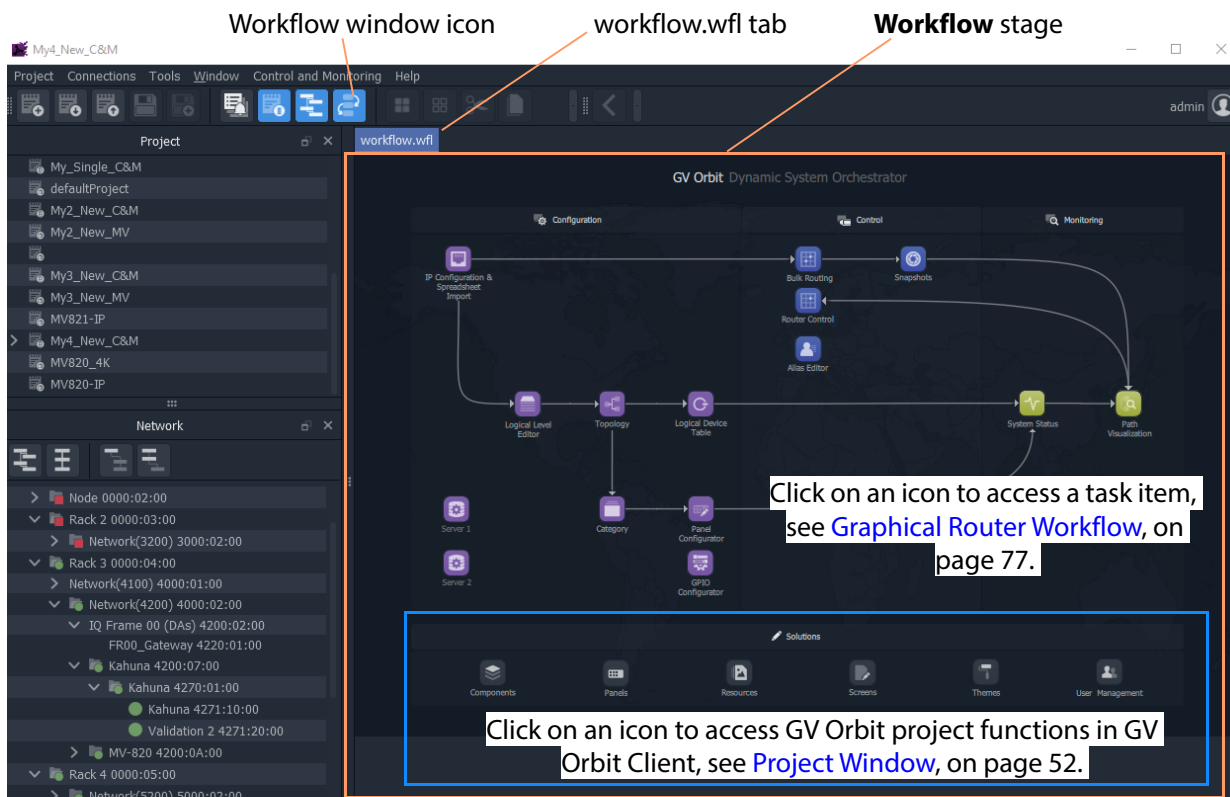 Workflow window icon
workflow.wfl tab
Workflow stage
My4_New_C&M
Project Connections Tools Window Control and Monitoring Help
admin
Project
workflow.wfl
My_Single_C&M
defaultProject
My2_New_C&M
My2_New_MV
My3_New_C&M
My3_New_MV
MV821-IP
My4_New_C&M
MV820_4K
MV820-IP
Network
Node 0000:02:00
Rack 2 0000:03:00
Network(3200) 3000:02:00
Rack 3 0000:04:00
Network(4100) 4000:01:00
Network(4200) 4000:02:00
IQ Frame 00 (DAs) 4200:02:00
FR00_Gateway 4220:01:00
Kahuna 4200:07:00
Kahuna 4270:01:00
Kahuna 4271:10:00
Validation 2 4271:20:00
MV-820 4200:0A:00
Rack 4 0000:05:00
Network(5200) 5000:02:00
GV Orbit Dynamic System Orchestrator
Configuration
Control
Monitoring
IP Configuration &
Spreadsheet
Import
Bulk Routing
Snapshots
Router Control
Alias Editor
Logical Level
Editor
Topology
Logical Device
Table
System Status
Path
Visualization
Server 1
Category
Panel
Configurator
Server 2
GPIO
Configurator
Click on an icon to access a task item,
see Graphical Router Workflow, on
page 77.
Solutions
Components
Panels
Resources
Screens
Themes
User Management
Click on an icon to access GV Orbit project functions in GV
Orbit Client, see Project Window, on page 52.